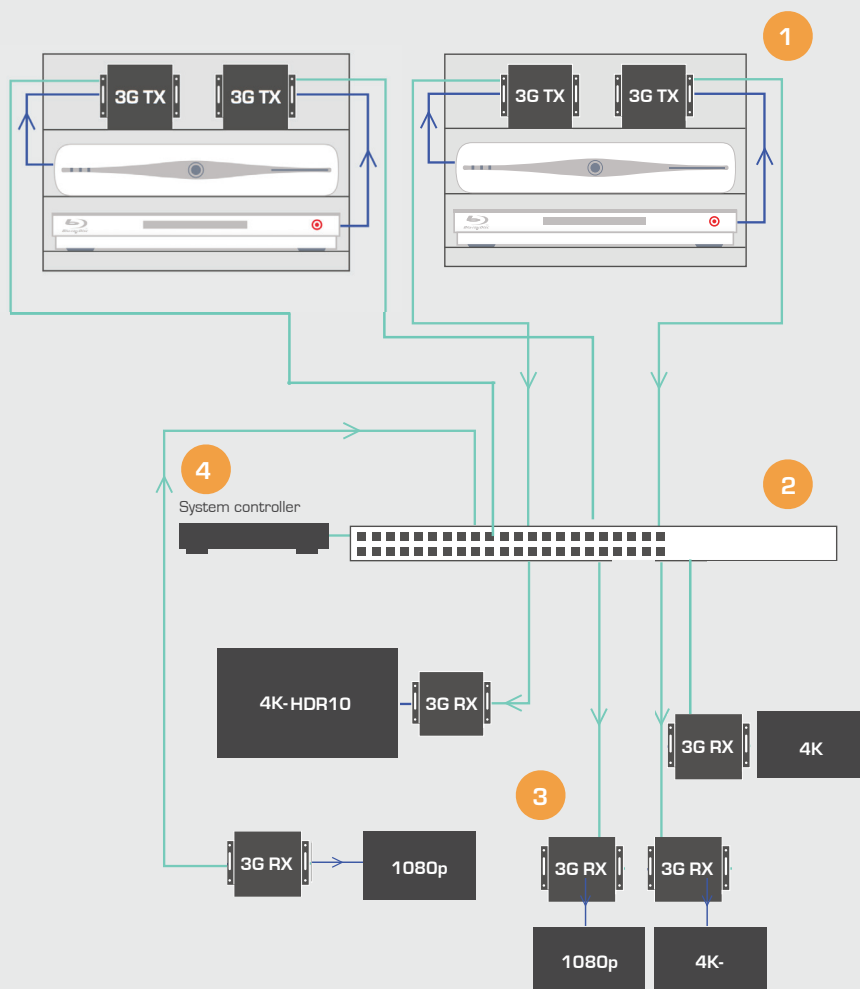 1
3G TX
3G TX
3G TX
3G TX
4
System controller
2
4K-HDR10
3G RX
3G RX
4K
3
3G RX
1080p
3G RX
3G RX
1080p
4K-